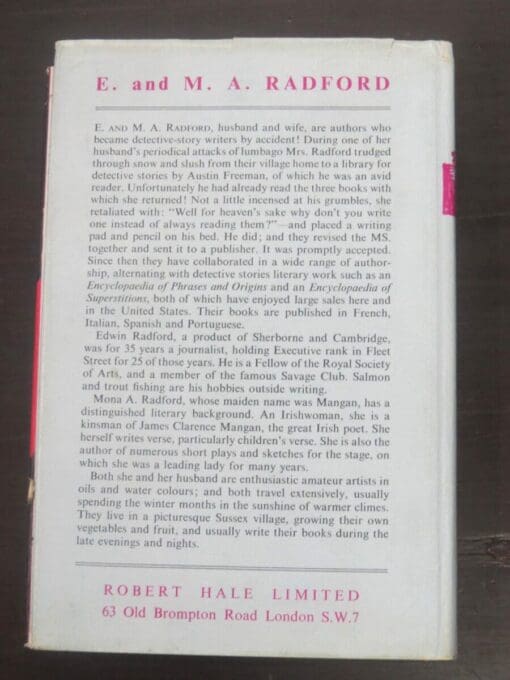 E. and M. A. RADFORD
E. AND M. A. RADFORD, husband and wife, are authors who
became detective-story writers by accident! During one of her
husband's periodical attacks of lumbago Mrs. Radford trudged
through snow and slush from their village home to a library for
detective stories by Austin Freeman, of which he was an avid
reader. Unfortunately he had already read the three books with
which she returned! Not a little incensed at his grumbles, she
retaliated with: "Well for heaven's sake why don't you write
one instead of always reading them?"—and placed a writing
pad and pencil on his bed. He did; and they revised the MS.
together and sent it to a publisher. It was promptly accepted.
Since then they have collaborated in a wide range of author-
ship, alternating with detective stories literary work such as an
Encyclopaedia of Phrases and Origins and an Encyclopaedia of
Superstitions, both of which have enjoyed large sales here and
in the United States. Their books are published in French,
Italian, Spanish and Portuguese.
Edwin Radford, a product of Sherborne and Cambridge,
was for 35 years a journalist, holding Executive rank in Fleet
Street for 25 of those years. He is a Fellow of the Royal Society
of Arts, and a member of the famous Savage Club. Salmon
and trout fishing are his hobbies outside writing.
Mona A. Radford, whose maiden name was Mangan, has a
distinguished literary background. An Irishwoman, she is a
kinsman of James Clarence Mangan, the great Irish poet. She
herself writes verse, particularly children's verse. She is also the
author of numerous short plays and sketches for the stage, on
which she was a leading lady for many years.
Both she and her husband are enthusiastic amateur artists in
oils and water colours; and both travel extensively, usually
spending the winter months in the sunshine of warmer climes.
They live in a picturesque Sussex village, growing their own
vegetables and fruit, and usually write their books during the
late evenings and nights.
ROBERT HALE LIMITED
63 Old Brompton Road London S.W.7